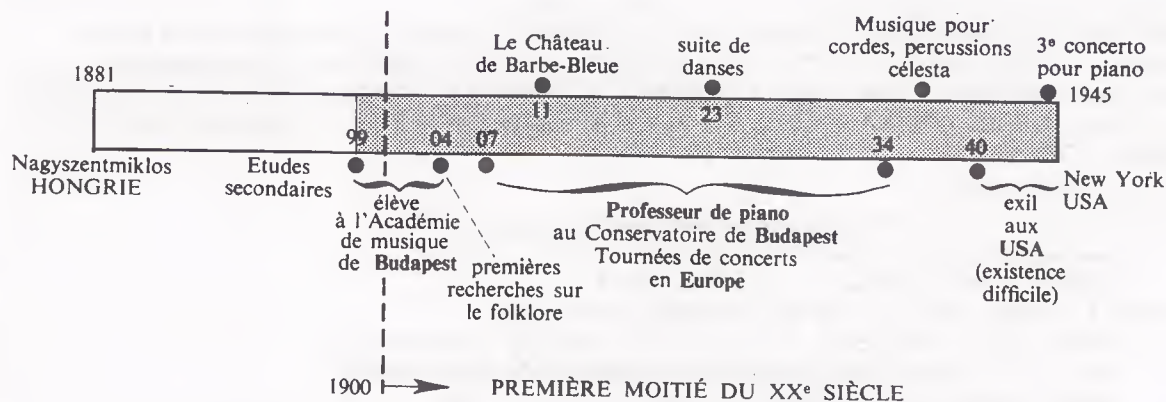 1881
Le Château
de Barbe-Bleue
suite de
danses
Musique pour
cordes, percussions
célesta
3e concerto
pour piano
1945
11
23
99
04
07
34
40
Nagyszentmiklos
HONGRIE
Etudes
secondaires
élève
à l'Académie
de musique
de Budapest
premières
recherches sur
le folklore
Professeur de piano
au Conservatoire de Budapest
Tournées de concerts
en Europe
exil
aux
USA
(existence
difficile)
New York
USA
1900
PREMIÈRE MOITIÉ DU XXe SIÈCLE